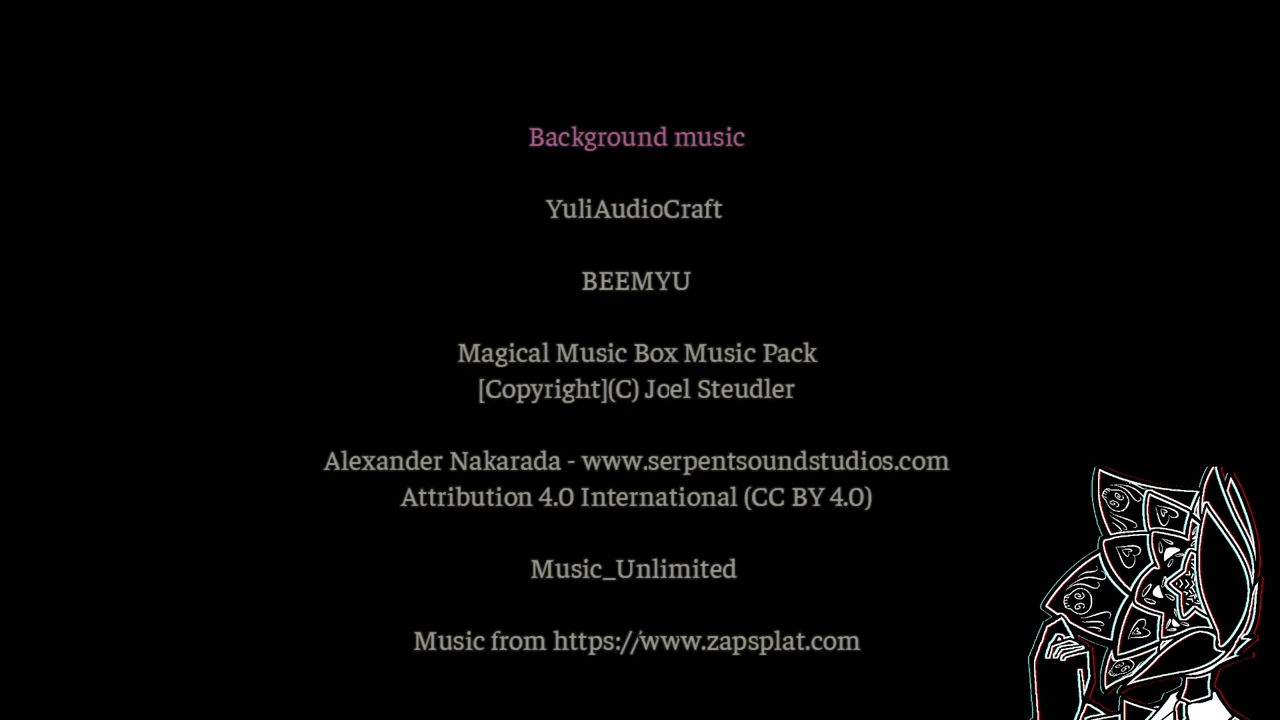 Background music
YuliAudioCraft
BEEMYU
Magical Music Box Music Pack
[Copyright](C) Joel Steudler
Alexander Nakarada - www.serpentsoundstudios.com
Attribution 4.0 International (CC BY 4.0)
Music_Unlimited
Music from https://www.zapsplat.com